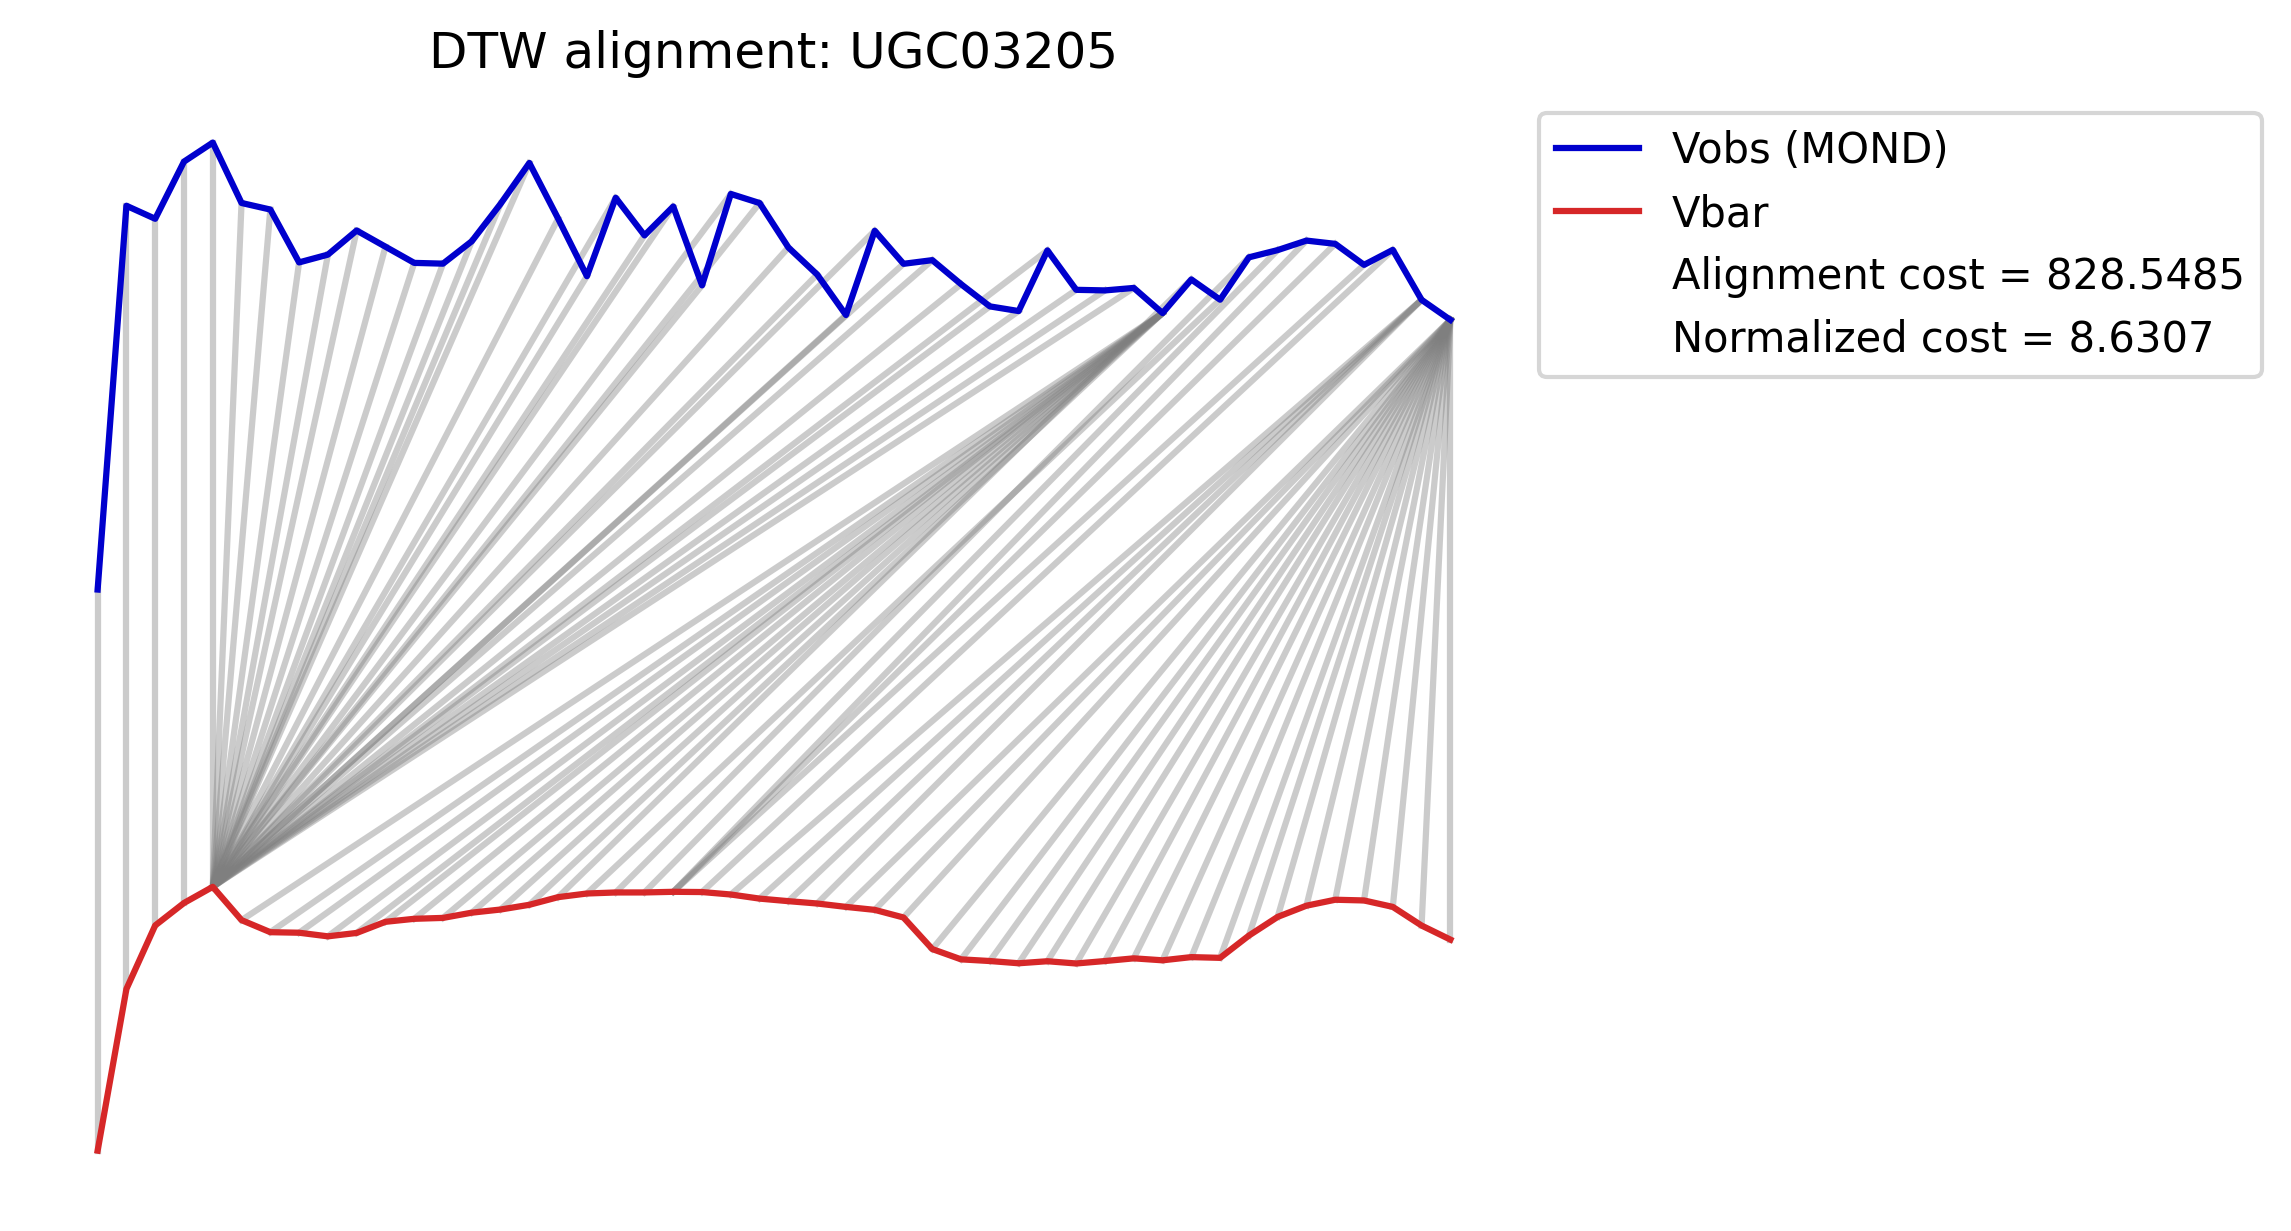 DTW alignment: UGC03205
Vobs (MOND)
Vbar
Alignment cost = 828.5485
Normalized cost = 8.6307